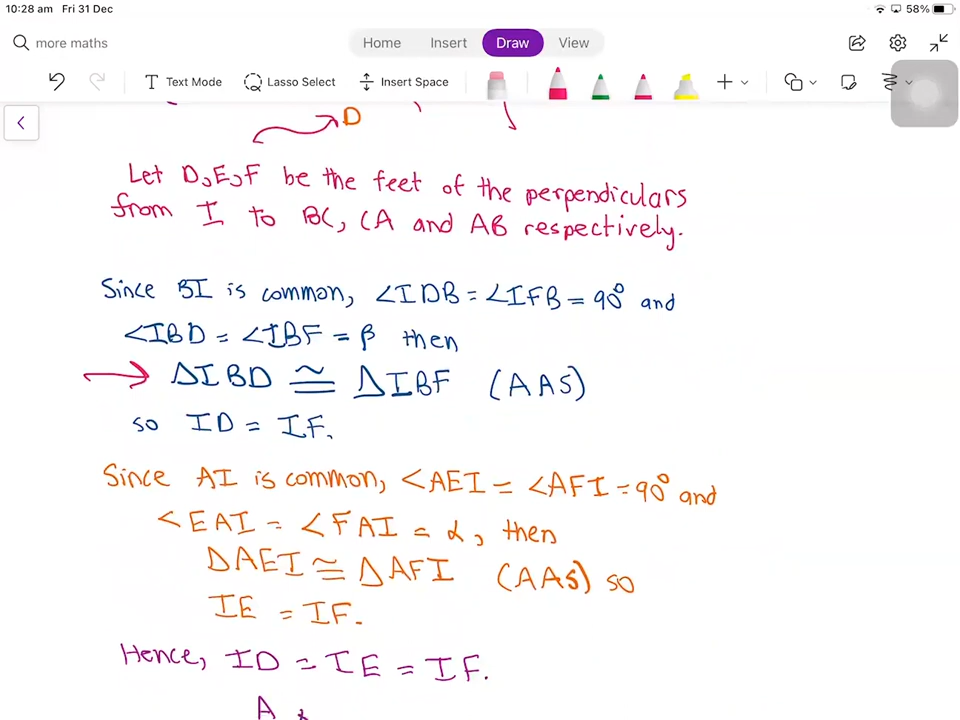 10:28 am Fri 31 Dec
58%
more maths
Home Insert Draw View
Text Mode Lasso Select Insert Space
D
Let D, E, F be the feet of the perpendiculars
from I to BC, CA and AB respectively.
Since BI is common, ∠IDB = ∠IFB = 90° and
∠IBD = ∠IBF = β then
→ ΔIBD ≅ ΔIBF (AAS)
so ID = IF.
Since AI is common, ∠AEI = ∠AFI = 90° and
∠EAI = ∠FAI = α, then
ΔAEI ≅ ΔAFI (AAS) so
IE = IF.
Hence, ID = IE = IF.
A